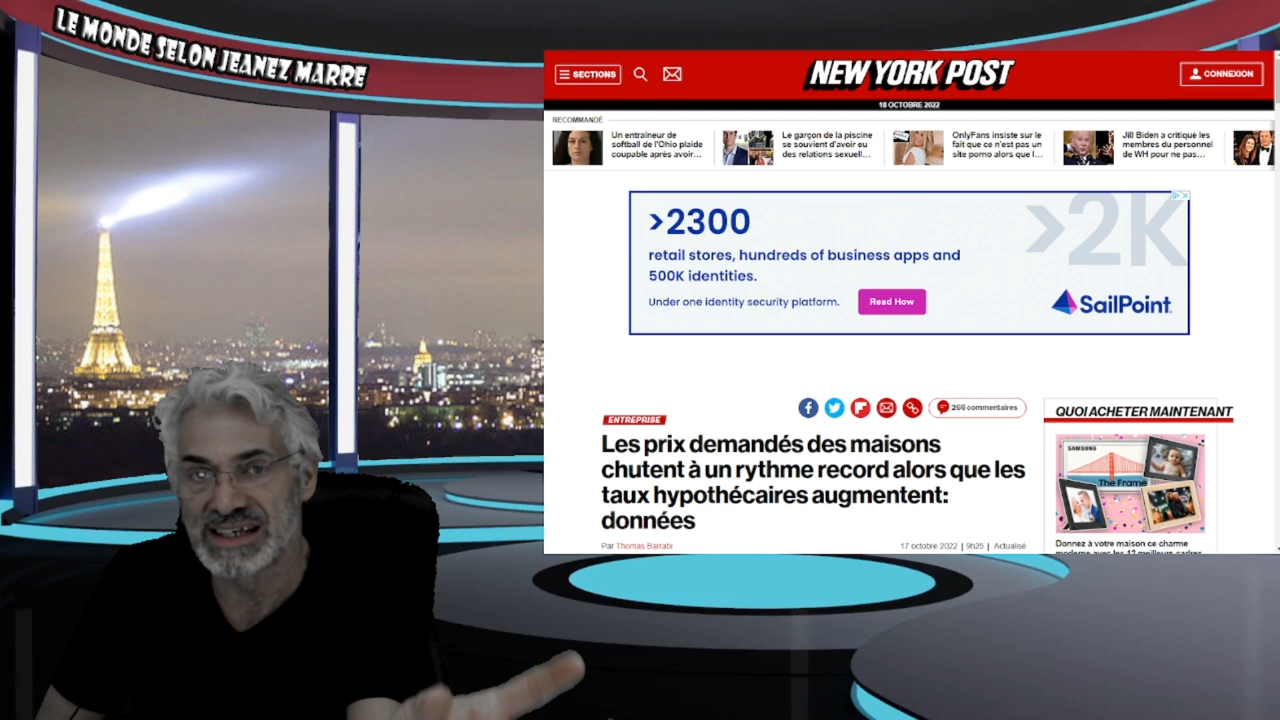 LE MONDE SELON JEANEZ MARRE
SECTIONS
NEW YORK POST
CONNEXION
18 OCTOBRE 2022
RECOMMANDÉ
Un entraîneur de
softball de l'Ohio plaide
coupable après avoir...
Le garçon de la piscine
se souvient d'avoir eu
des relations sexuell...
OnlyFans insiste sur le
fait que ce n'est pas un
site porno alors que l...
Jill Biden a critiqué les
membres du personnel
de WH pour ne pas...
>2300
>2K
retail stores, hundreds of business apps and
500K identities.
Under one identity security platform.
Read How
SailPoint
266 commentaires
ENTREPRISE
Les prix demandés des maisons
chutent à un rythme record alors que les
taux hypothécaires augmentent:
données
Par Thomas Barrabi
17 octobre 2022 | 9h25 | Actualisé
QUOI ACHETER MAINTENANT
SAMSUNG
The Frame
Donnez à votre maison ce charme
moderne avec les 12 meilleurs cadres